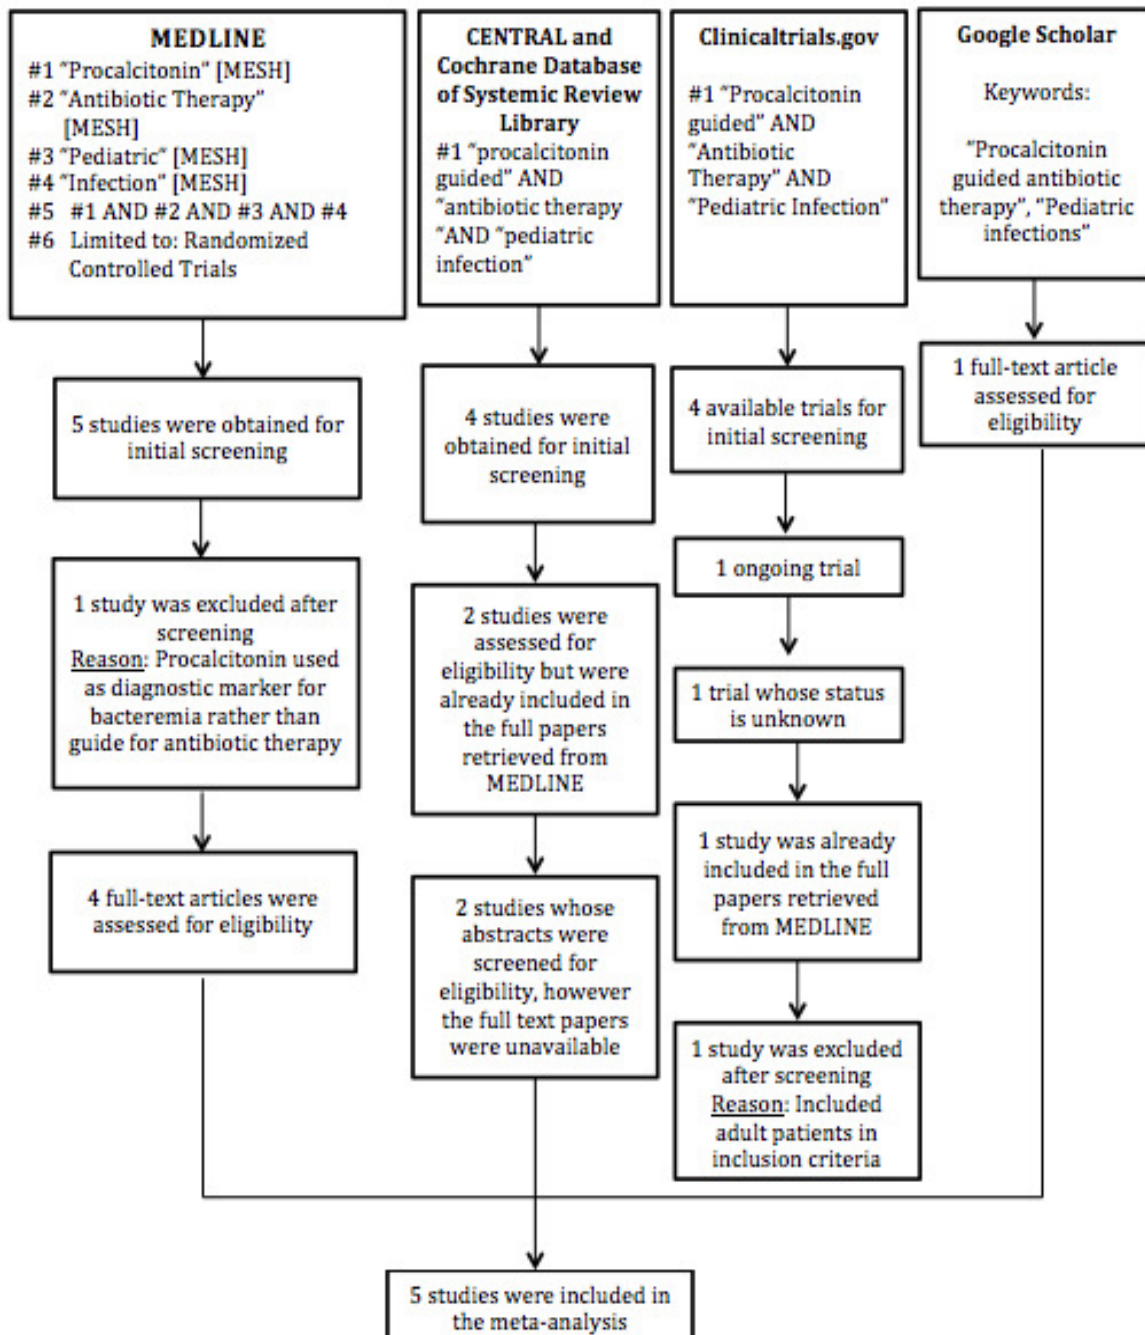 MEDLINE
#1 “Procalcitonin” [MESH]
#2 “Antibiotic Therapy”
[MESH]
#3 “Pediatric” [MESH]
#4 “Infection” [MESH]
#5 #1 AND #2 AND #3 AND #4
#6 Limited to: Randomized
Controlled Trials
CENTRAL and
Cochrane Database
of Systemic Review
Library
#1 “procalcitonin
guided” AND
“antibiotic therapy
“AND “pediatric
infection”
Clinicaltrials.gov
#1 “Procalcitonin
guided” AND
“Antibiotic
Therapy” AND
“Pediatric Infection”
Google Scholar
Keywords:
“Procalcitonin
guided antibiotic
therapy”, “Pediatric
infections”
5 studies were obtained for
initial screening
4 studies were
obtained for initial
screening
4 available trials for
initial screening
1 full-text article
assessed for
eligibility
1 study was excluded after
screening
Reason: Procalcitonin used
as diagnostic marker for
bacteremia rather than
guide for antibiotic therapy
2 studies were
assessed for
eligibility but were
already included in
the full papers
retrieved from
MEDLINE
1 ongoing trial
1 trial whose status
is unknown
4 full-text articles were
assessed for eligibility
2 studies whose
abstracts were
screened for
eligibility, however
the full text papers
were unavailable
1 study was already
included in the full
papers retrieved
from MEDLINE
1 study was excluded
after screening
Reason: Included
adult patients in
inclusion criteria
5 studies were included in
the meta-analysis